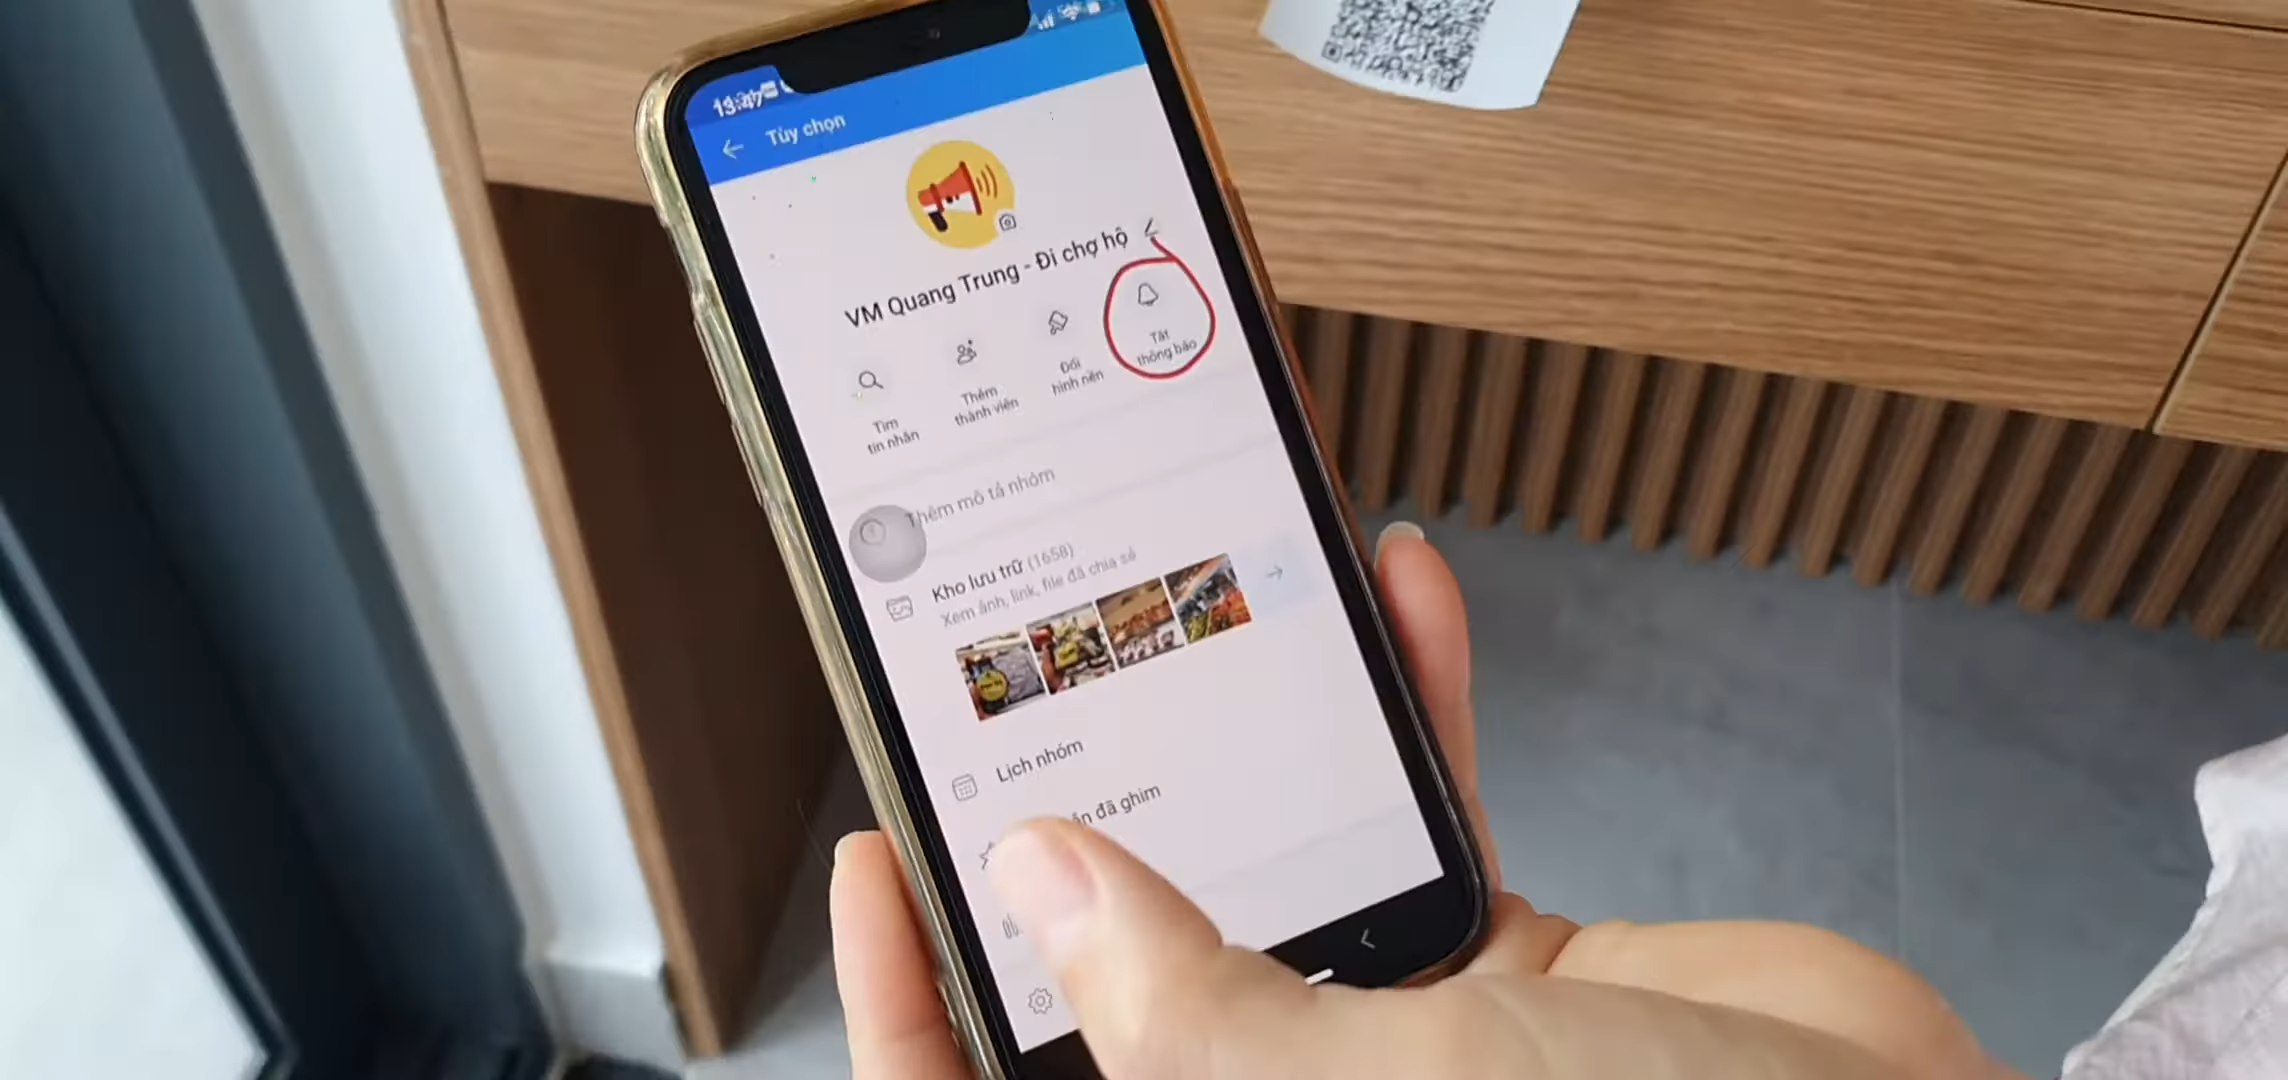 Tùy chọn
VM Quang Trung - Đi chợ hộ
Tìm
tin nhắn
Thêm
thành viên
Đổi
hình nền
Tắt
thông báo
Thêm mô tả nhóm
Kho lưu trữ (1658)
Xem ảnh, link, file đã chia sẻ
Lịch nhóm
đã ghim